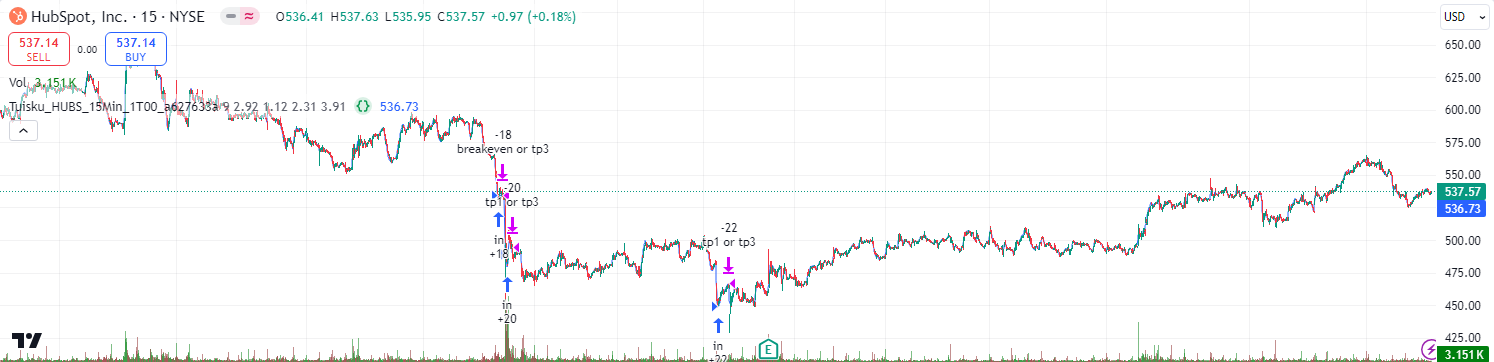 HubSpot, Inc. · 15 · NYSE O536.41 H537.63 L535.95 C537.57 +0.97 (+0.18%)
USD
537.14 SELL 0.00 537.14 BUY
Vol 3.151K
Tuisku_HUBS_15Min_1T00_a627633a 9 2.92 1.12 2.31 3.91 {} 536.73
650.00
625.00
600.00
575.00
550.00
537.57
536.73
500.00
475.00
450.00
425.00
3.151K
-18
breakeven or tp3
-20
tp1 or tp3
in
+18
in
+20
-22
tp1 or tp3
in
+22
E